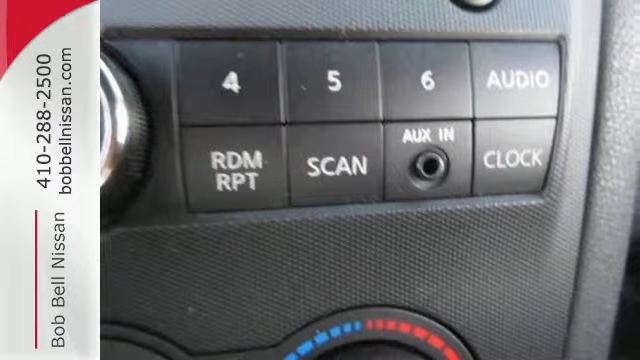 410-288-2500
bobbellnissan.com
Bob Bell Nissan
4 5 6 AUDIO
RDM RPT SCAN AUX IN CLOCK